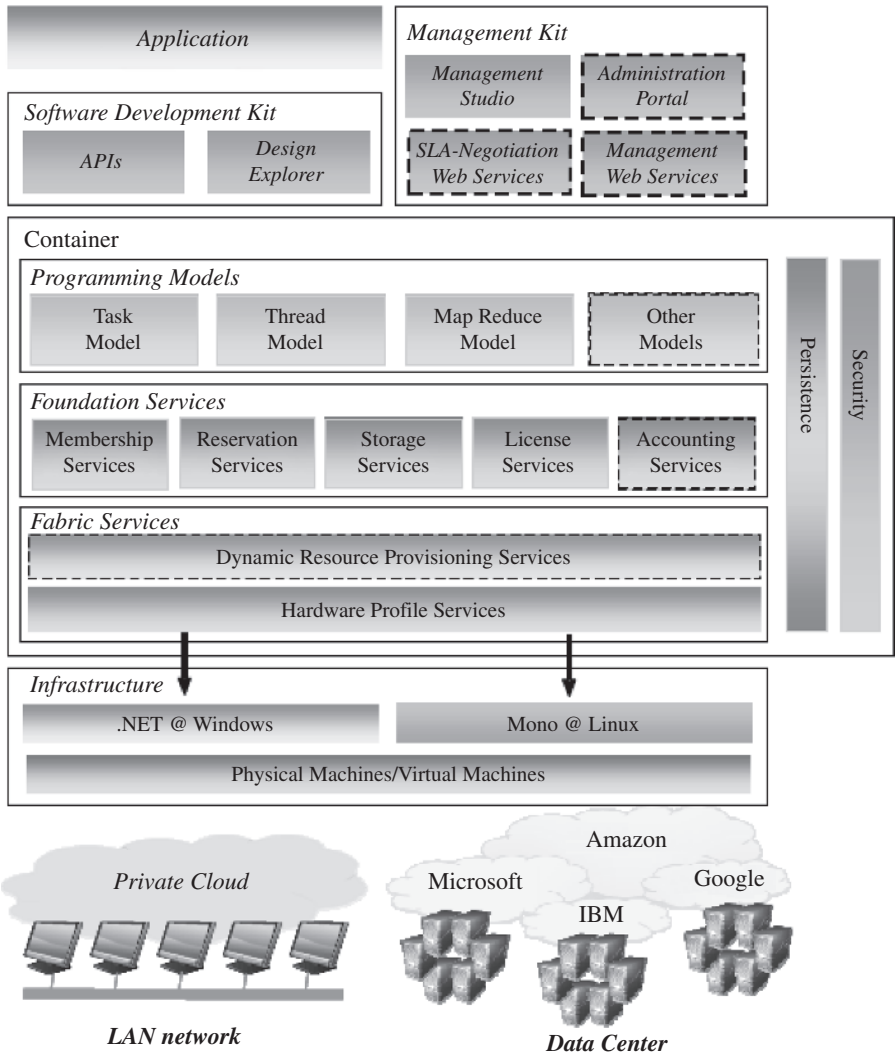 Application
Software Development Kit
APIs
Design
Explorer
Management Kit
Management
Studio
Administration
Portal
SLA-Negotiation
Web Services
Management
Web Services
Container
Programming Models
Task
Model
Thread
Model
Map Reduce
Model
Other
Models
Foundation Services
Membership
Services
Reservation
Services
Storage
Services
License
Services
Accounting
Services
Fabric Services
Dynamic Resource Provisioning Services
Hardware Profile Services
Persistence
Security
Infrastructure
.NET @ Windows
Mono @ Linux
Physical Machines/Virtual Machines
Private Cloud
LAN network
Amazon
Microsoft
Google
IBM
Data Center